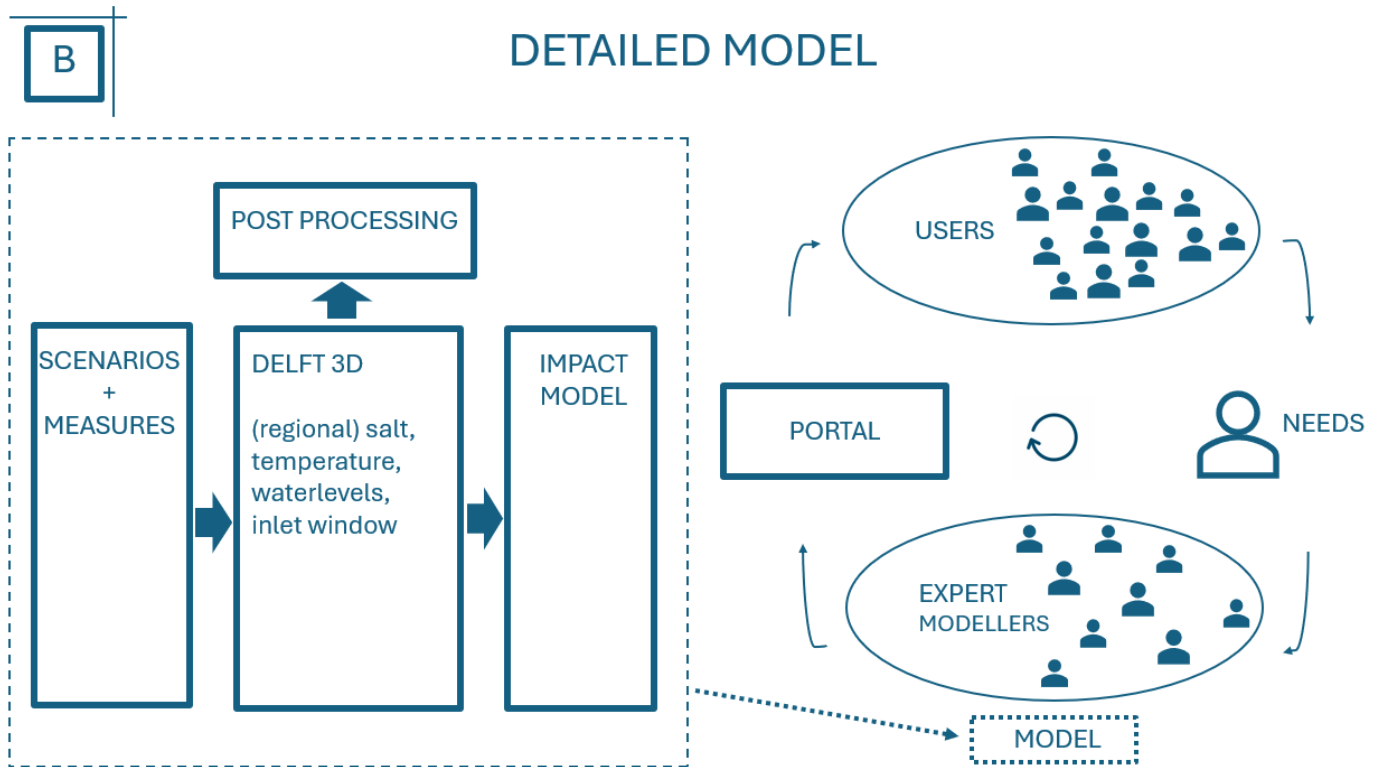 B
DETAILED MODEL
POST PROCESSING
SCENARIOS
+
MEASURES
DELFT 3D
(regional) salt,
temperature,
waterlevels,
inlet window
IMPACT
MODEL
USERS
PORTAL
NEEDS
EXPERT
MODELLERS
MODEL